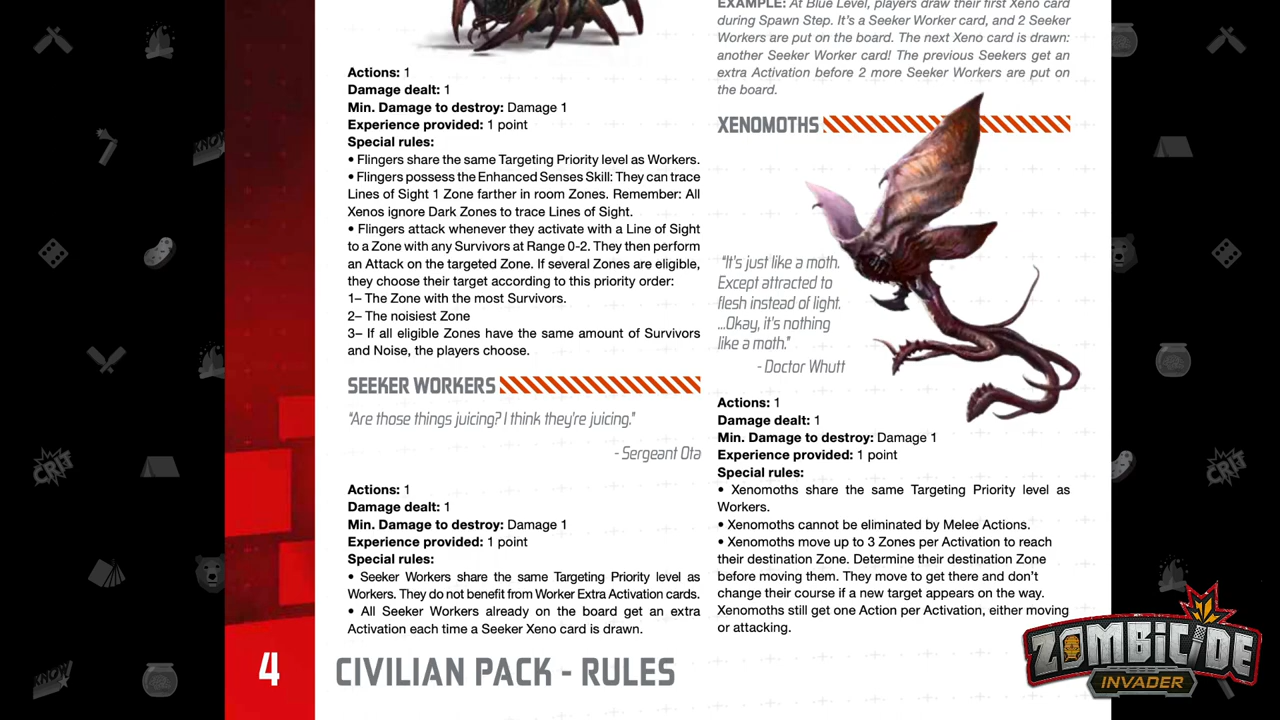 Actions: 1
Damage dealt: 1
Min. Damage to destroy: Damage 1
Experience provided: 1 point
Special rules:
• Flingers share the same Targeting Priority level as Workers.
• Flingers possess the Enhanced Senses Skill: They can trace
Lines of Sight 1 Zone farther in room Zones. Remember: All
Xenos ignore Dark Zones to trace Lines of Sight.
• Flingers attack whenever they activate with a Line of Sight
to a Zone with any Survivors at Range 0-2. They then perform
an Attack on the targeted Zone. If several Zones are eligible,
they choose their target according to this priority order:
1– The Zone with the most Survivors.
2– The noisiest Zone
3– If all eligible Zones have the same amount of Survivors
and Noise, the players choose.
SEEKER WORKERS
"Are those things juicing? I think they're juicing."
- Sergeant Ota
Actions: 1
Damage dealt: 1
Min. Damage to destroy: Damage 1
Experience provided: 1 point
Special rules:
• Seeker Workers share the same Targeting Priority level as
Workers. They do not benefit from Worker Extra Activation cards.
• All Seeker Workers already on the board get an extra
Activation each time a Seeker Xeno card is drawn.
EXAMPLE: At Blue Level, players draw their first Xeno card
during Spawn Step. It's a Seeker Worker card, and 2 Seeker
Workers are put on the board. The next Xeno card is drawn:
another Seeker Worker card! The previous Seekers get an
extra Activation before 2 more Seeker Workers are put on
the board.
XENOMOTHS
"It's just like a moth.
Except attracted to
flesh instead of light.
...Okay, it's nothing
like a moth."
- Doctor Whutt
Actions: 1
Damage dealt: 1
Min. Damage to destroy: Damage 1
Experience provided: 1 point
Special rules:
• Xenomoths share the same Targeting Priority level as
Workers.
• Xenomoths cannot be eliminated by Melee Actions.
• Xenomoths move up to 3 Zones per Activation to reach
their destination Zone. Determine their destination Zone
before moving them. They move to get there and don't
change their course if a new target appears on the way.
Xenomoths still get one Action per Activation, either moving
or attacking.
4
CIVILIAN PACK - RULES
ZOMBICIDE
INVADER
KNOW
CRIT
KNOW
KNOW
CRIT